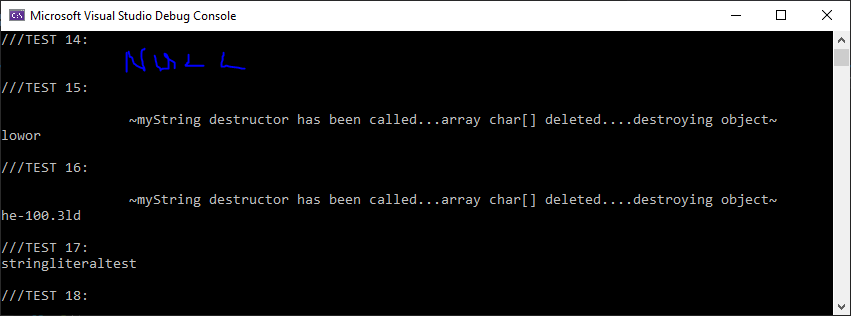 Microsoft Visual Studio Debug Console
///TEST 14:
NULL
///TEST 15:
~myString destructor has been called...array char[] deleted....destroying object~
lowor
///TEST 16:
~myString destructor has been called...array char[] deleted....destroying object~
he-100.3ld
///TEST 17:
stringliteraltest
///TEST 18: